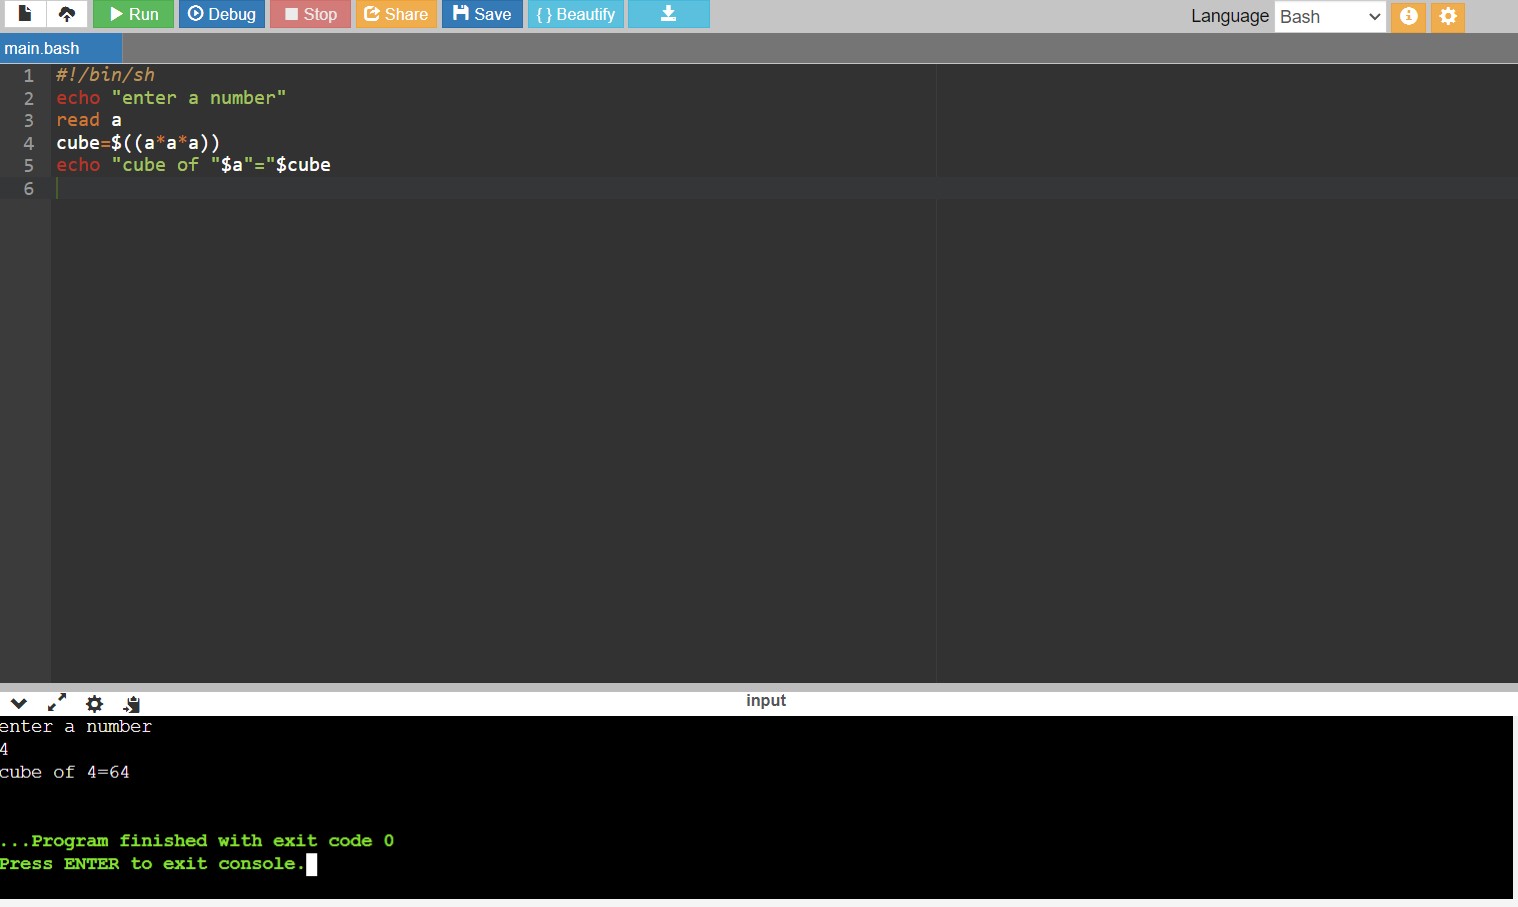 Run Debug Stop Share Save {} Beautify Language Bash
main.bash
1 #!/bin/sh
2 echo "enter a number"
3 read a
4 cube=$((a*a*a))
5 echo "cube of "$a"="$cube
6
input
enter a number
4
cube of 4=64
...Program finished with exit code 0
Press ENTER to exit console.